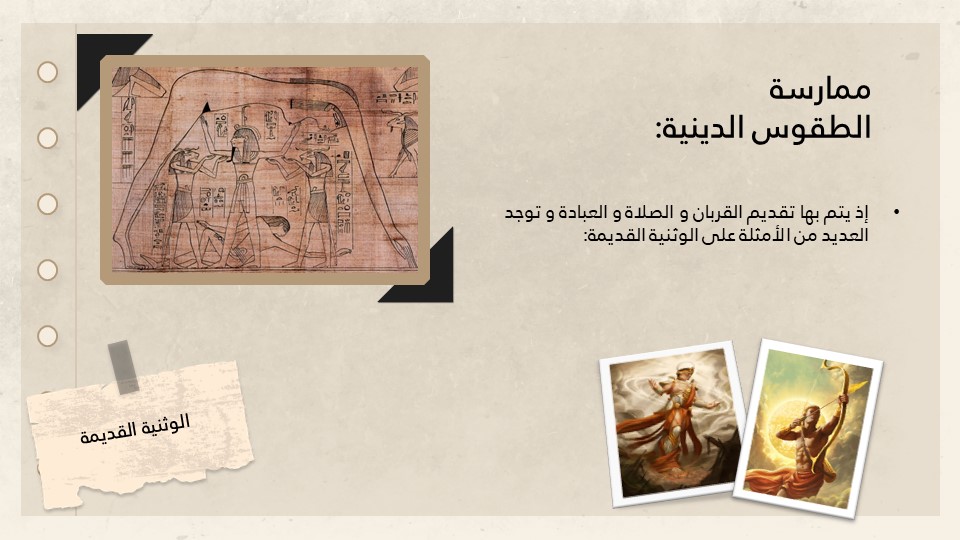 ممارسة
الطقوس الدينية:
• إذ يتم بها تقديم القربان و الصلاة و العبادة و توجد
العديد من الأمثلة على الوثنية القديمة:
الوثنية القديمة